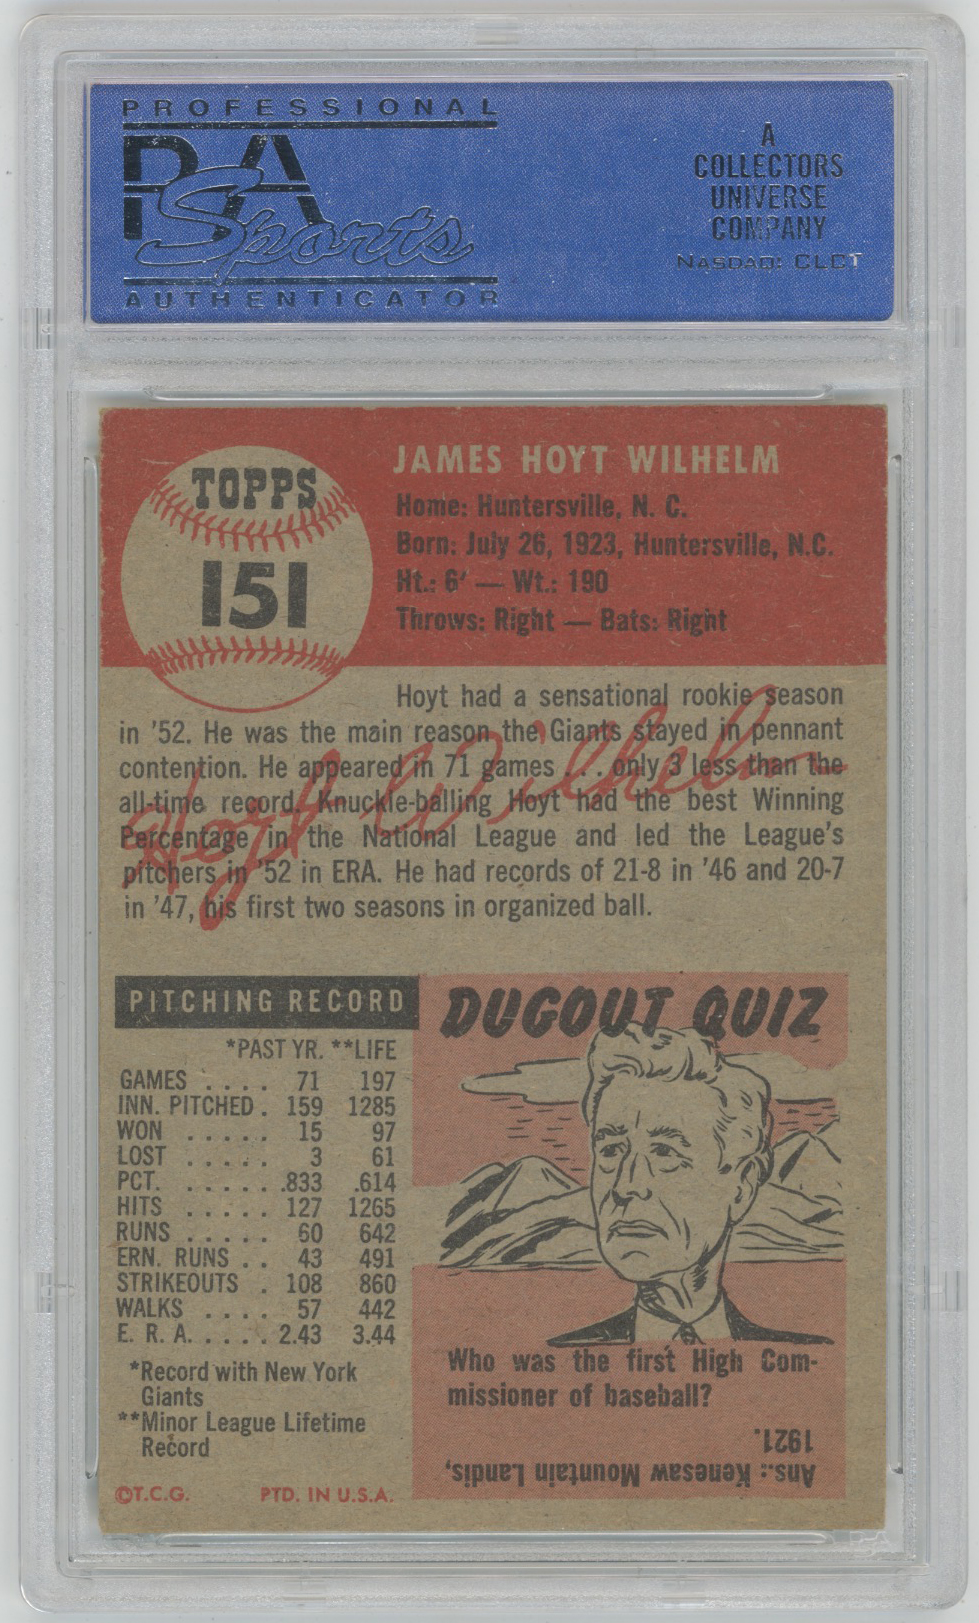 PROFESSIONAL
PSA
Sports
AUTHENTICATOR
A
COLLECTORS
UNIVERSE
COMPANY
NASDAQ: CLCT
TOPPS
151
JAMES HOYT WILHELM
Home: Huntersville, N. C.
Born: July 26, 1923, Huntersville, N.C.
Ht.: 6' — Wt.: 190
Throws: Right — Bats: Right
Hoyt had a sensational rookie season
in '52. He was the main reason the Giants stayed in pennant
contention. He appeared in 71 games . . . only 3 less than the
all-time record. Knuckle-balling Hoyt had the best Winning
Percentage in the National League and led the League's
pitchers in '52 in ERA. He had records of 21-8 in '46 and 20-7
in '47, his first two seasons in organized ball.
Hoyt Wilhelm
PITCHING RECORD
*PAST YR. **LIFE
GAMES . . . . 71 197
INN. PITCHED . 159 1285
WON . . . . . 15 97
LOST . . . . . 3 61
PCT. . . . . . .833 .614
HITS . . . . . 127 1265
RUNS . . . . . 60 642
ERN. RUNS . . 43 491
STRIKEOUTS . 108 860
WALKS . . . . 57 442
E. R. A. . . . . 2.43 3.44
*Record with New York
Giants
**Minor League Lifetime
Record
©T.C.G. PTD. IN U.S.A.
DUGOUT QUIZ
Who was the first High Com-
missioner of baseball?
Ans.: Kenesaw Mountain Landis,
1921.